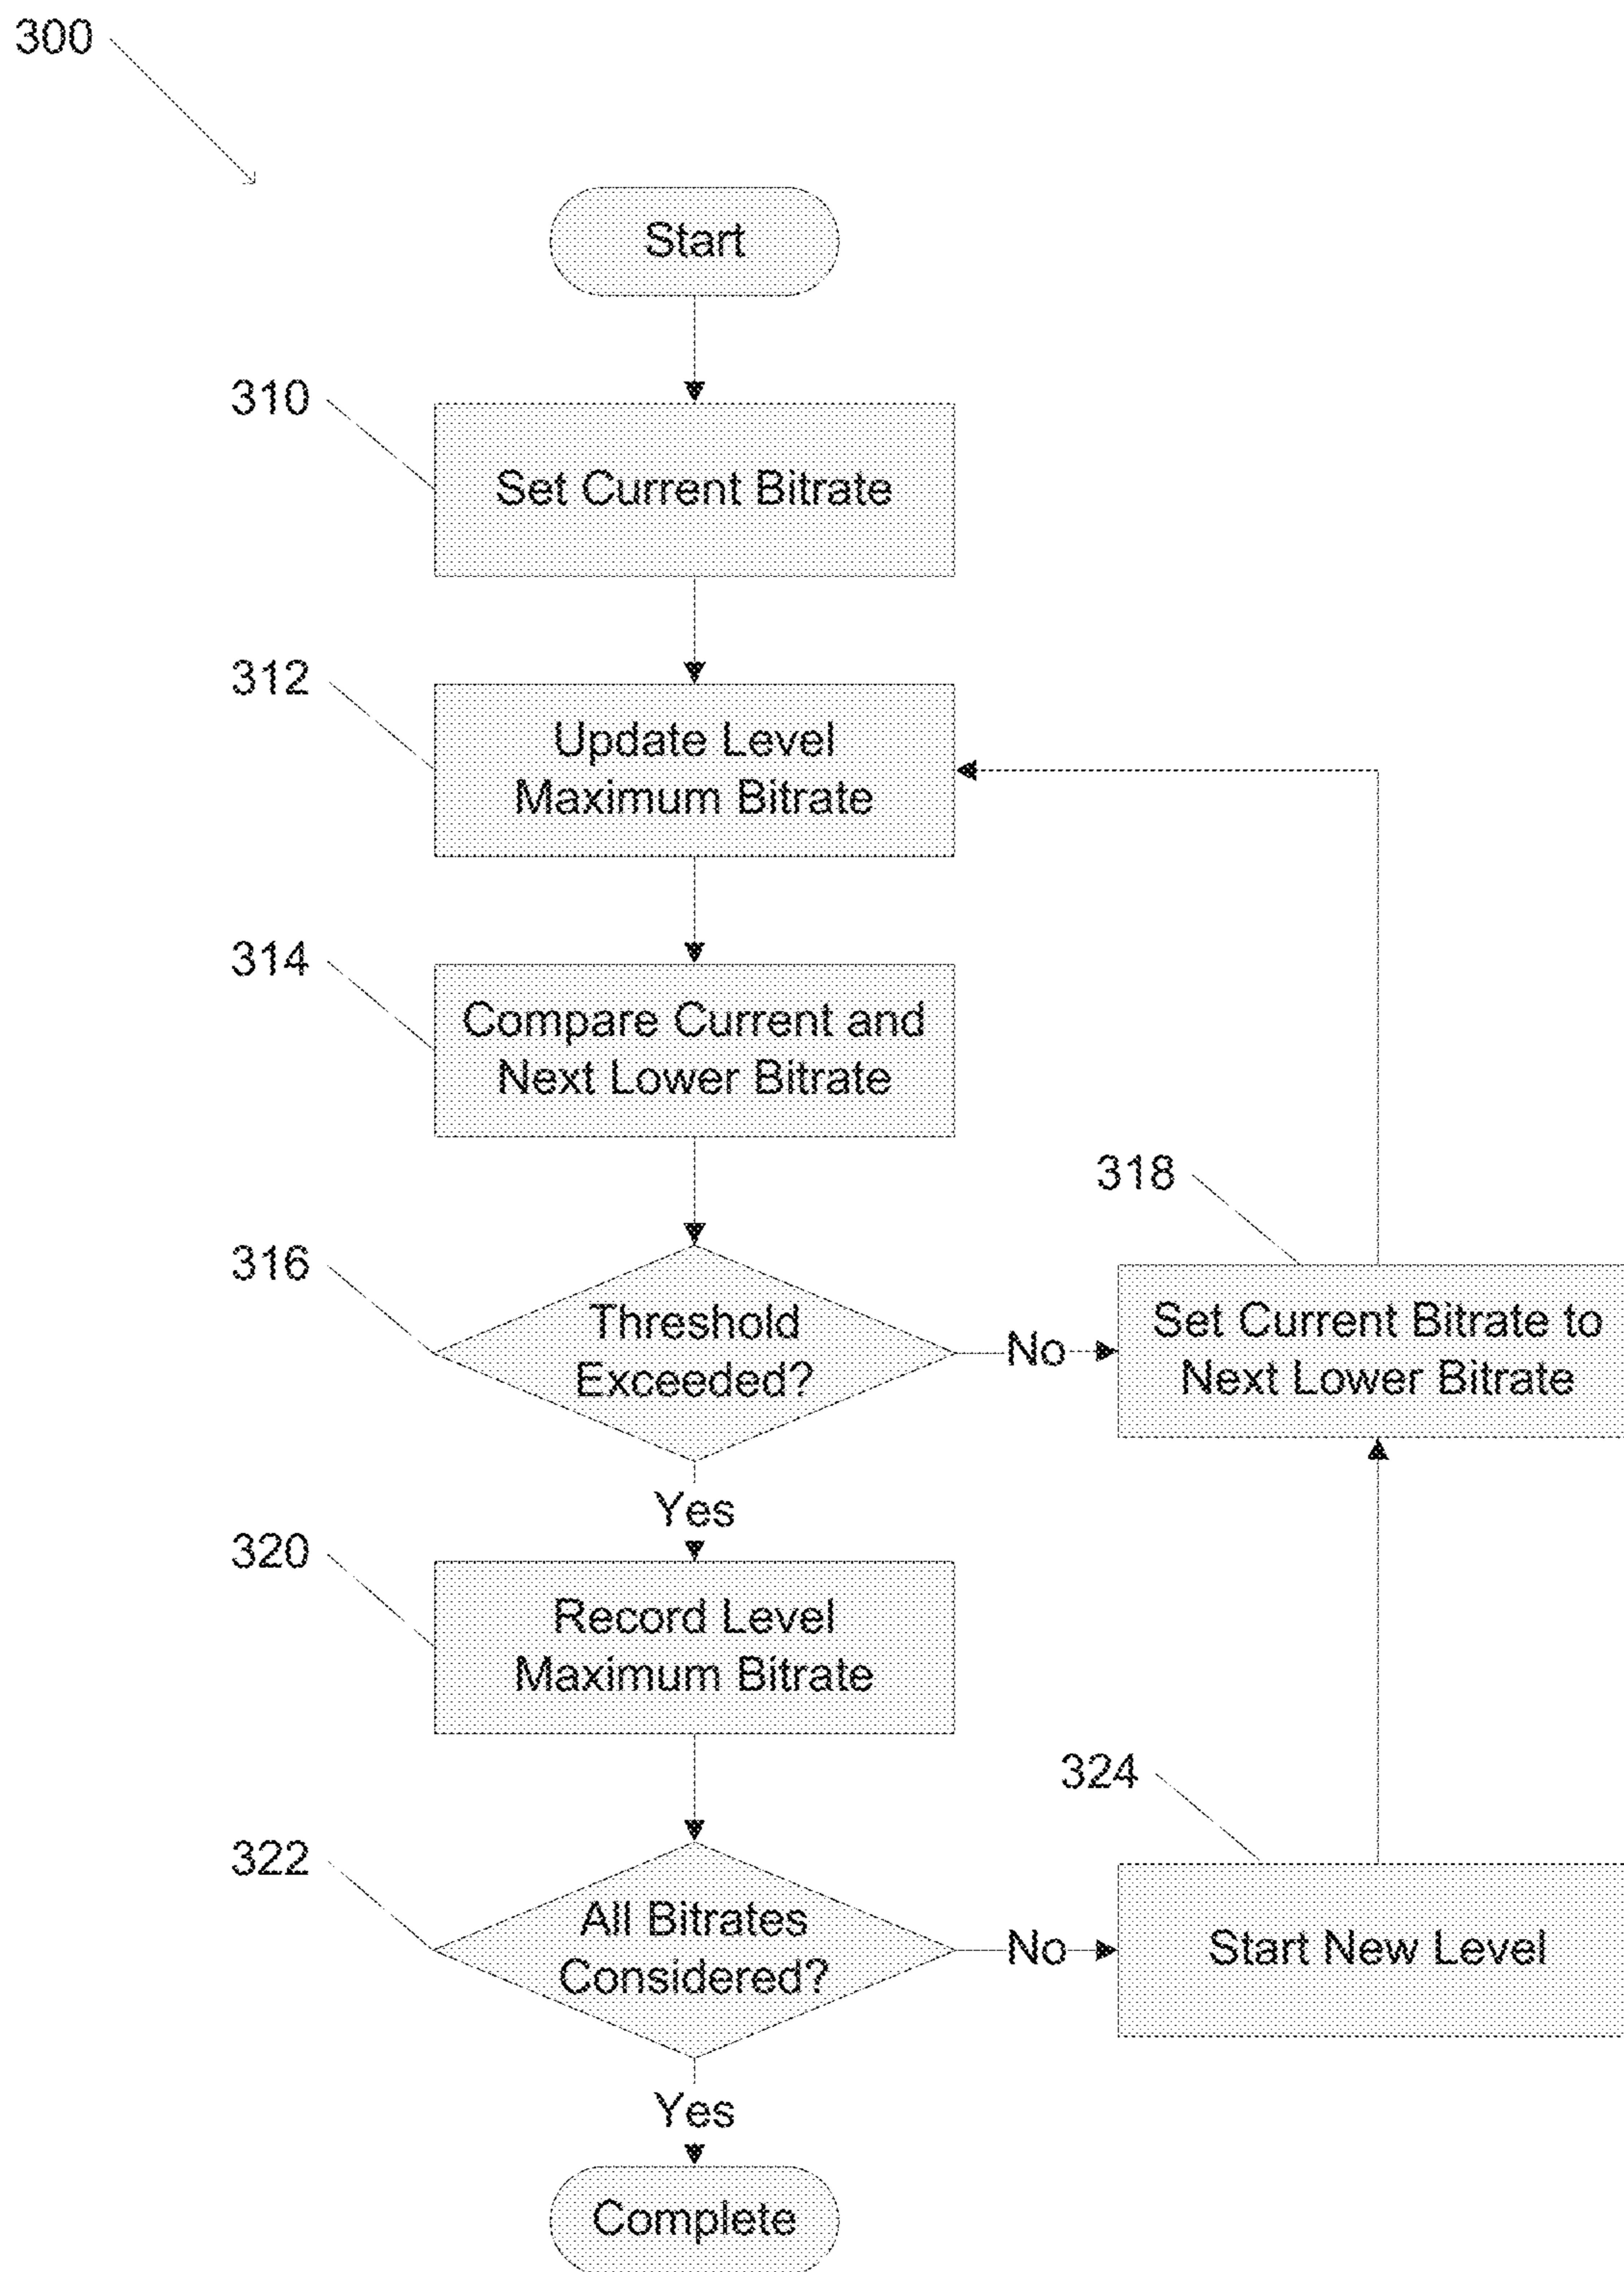 300
Start
310
Set Current Bitrate
312
Update Level
Maximum Bitrate
314
Compare Current and
Next Lower Bitrate
316
Threshold
Exceeded?
No
318
Set Current Bitrate to
Next Lower Bitrate
Yes
320
Record Level
Maximum Bitrate
322
All Bitrates
Considered?
No
324
Start New Level
Yes
Complete